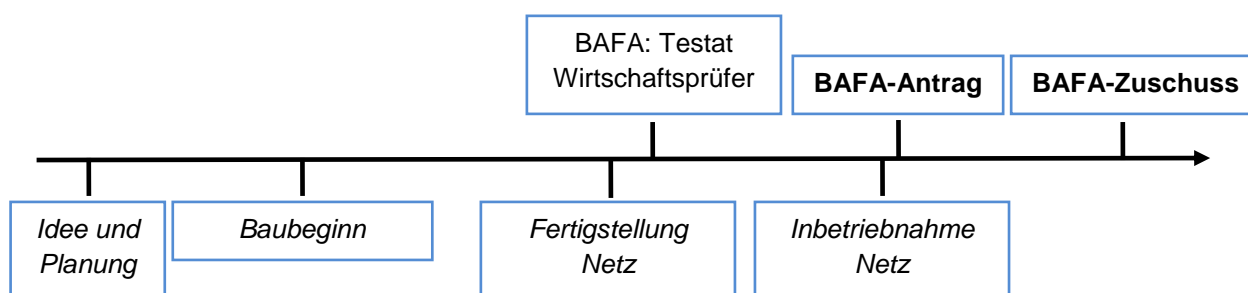 BAFA: Testat
Wirtschaftsprüfer
BAFA-Antrag
BAFA-Zuschuss
Idee und
Planung
Baubeginn
Fertigstellung
Netz
Inbetriebnahme
Netz